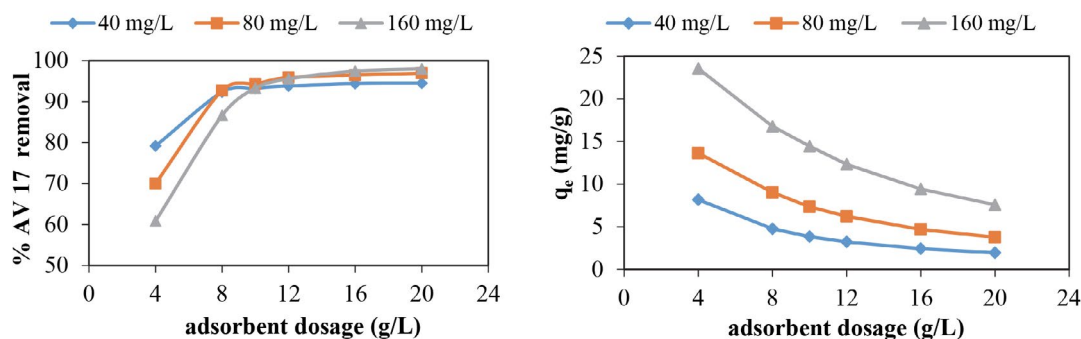 40 mg/L 80 mg/L 160 mg/L
100
90
80
70
60
50
0 4 8 12 16 20 24
% AV 17 removal
adsorbent dosage (g/L)
40 mg/L 80 mg/L 160 mg/L
25
20
15
10
5
0
0 4 8 12 16 20 24
qₑ (mg/g)
adsorbent dosage (g/L)